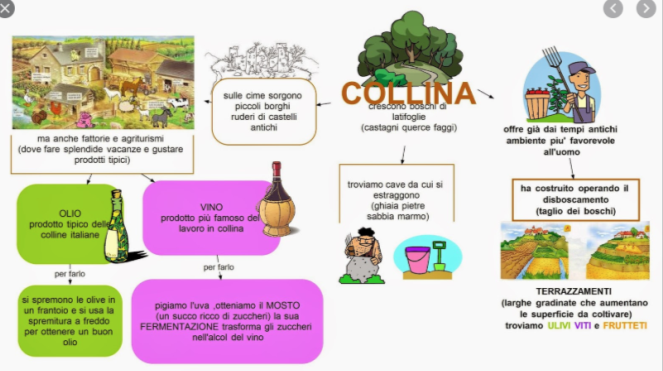 COLLINA
crescono boschi di
latifoglie
(castagni querce faggi)
sulle cime sorgono
piccoli borghi
ruderi di castelli
antichi
ma anche fattorie e agriturismi
(dove fare splendide vacanze e gustare
prodotti tipici)
OLIO
prodotto tipico delle
colline italiane
per farlo
si spremono le olive in
un frantoio e si usa la
spremitura a freddo
per ottenere un buon
olio
VINO
prodotto più famoso del
lavoro in collina
per farlo
pigiamo l'uva ,otteniamo il MOSTO
(un succo ricco di zuccheri) la sua
FERMENTAZIONE trasforma gli zuccheri
nell'alcol del vino
troviamo cave da cui si
estraggono
(ghiaia pietre
sabbia marmo)
offre già dai tempi antichi
ambiente piu' favorevole
all'uomo
ha costruito operando il
disboscamento
(taglio dei boschi)
TERRAZZAMENTI
(larghe gradinate che aumentano
le superficie da coltivare)
troviamo ULIVI VITI e FRUTTETI